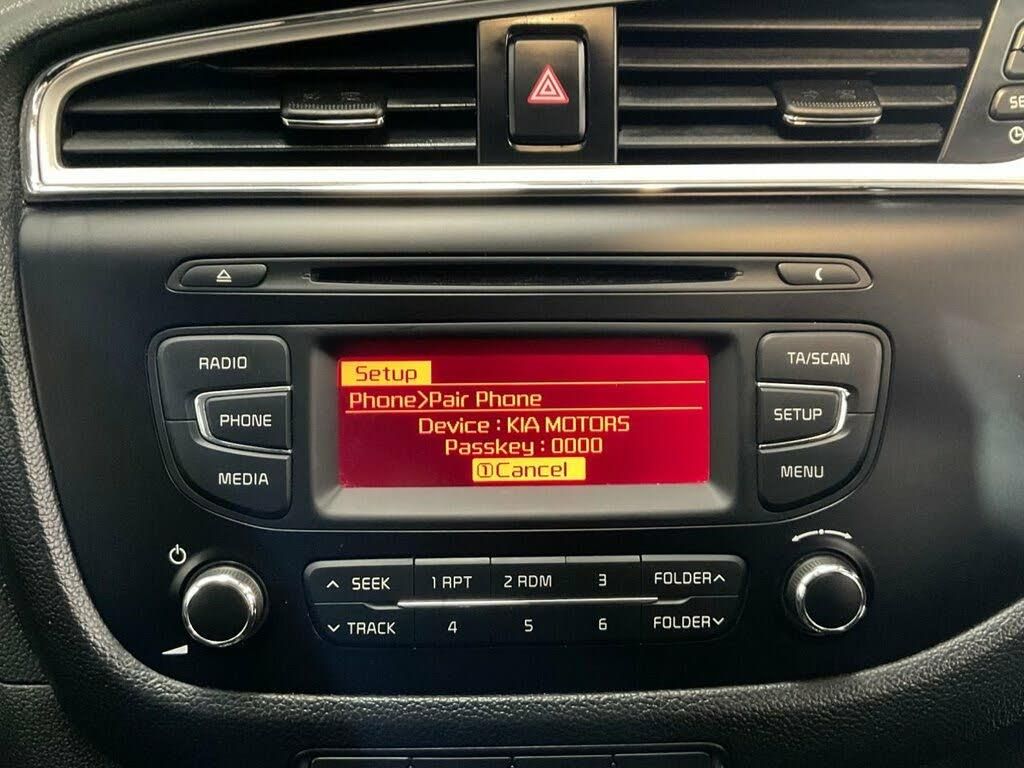 SE
RADIO
PHONE
MEDIA
Setup
Phone>Pair Phone
Device : KIA MOTORS
Passkey : 0000
①Cancel
TA/SCAN
SETUP
MENU
∧ SEEK
1 RPT
2 RDM
3
FOLDER∧
∨ TRACK
4
5
6
FOLDER∨